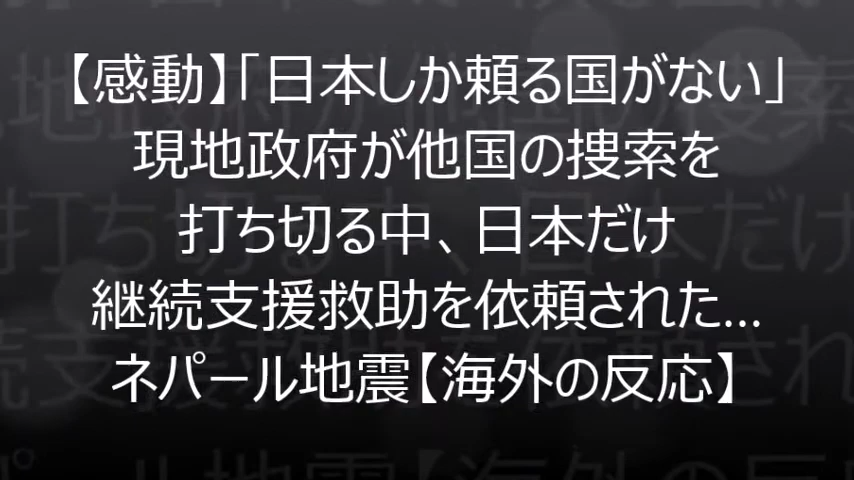 【感動】「日本しか頼る国がない」
現地政府が他国の捜索を
打ち切る中、日本だけ
継続支援救助を依頼された...
ネパール地震【海外の反応】